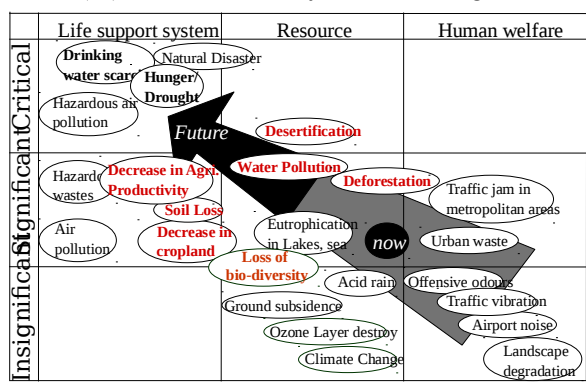 Life support system
Resource
Human welfare
Critical
Significant
Insignificant
Drinking
water scarc
Natural Disaster
Hunger/
Drought
Hazardous air
pollution
Future
Desertification
Hazardo
wastes
Decrease in Agri.
Productivity
Water Pollution
Deforestation
Traffic jam in
metropolitan areas
Soil Loss
Air
pollution
Decrease in
cropland
Eutrophication
in Lakes, sea
now
Urban waste
Loss of
bio-diversity
Acid rain
Offensive odours
Ground subsidence
Traffic vibration
Ozone Layer destroy
Airport noise
Climate Change
Landscape
degradation